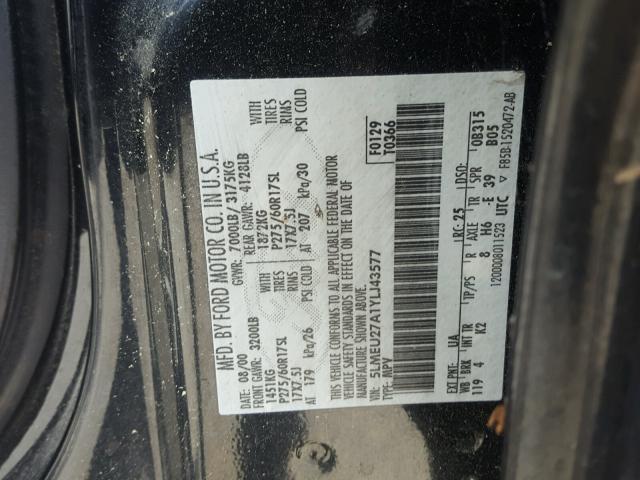 MFD. BY FORD MOTOR CO. IN U.S.A.
DATE: 08/00 GVWR: 7000LB/ 3175KG
FRONT GAWR: 3200LB REAR GAWR: 4128LB
1451KG 1872KG WITH
P275/60R17SL P275/60R17SL TIRES
17X7.5J 17X7.5J RIMS
AT 179 kPa/26 AT 207 kPa/30 PSI COLD
WITH
TIRES
RIMS
PSI COLD
THIS VEHICLE CONFORMS TO ALL APPLICABLE FEDERAL MOTOR
VEHICLE SAFETY STANDARDS IN EFFECT ON THE DATE OF
MANUFACTURE SHOWN ABOVE.
VIN: 5LMEU27A1YLJ43577 F0129
TYPE: MPV T0366
EXT PNT: UA RC: 25 DSO:
WB BRK INT TR TP/PS R AXLE TR SPR 0B315
119 4 K2 8 H6 -E 39 B05
1200008011523 UTC ▽ F85B-1520472-AB